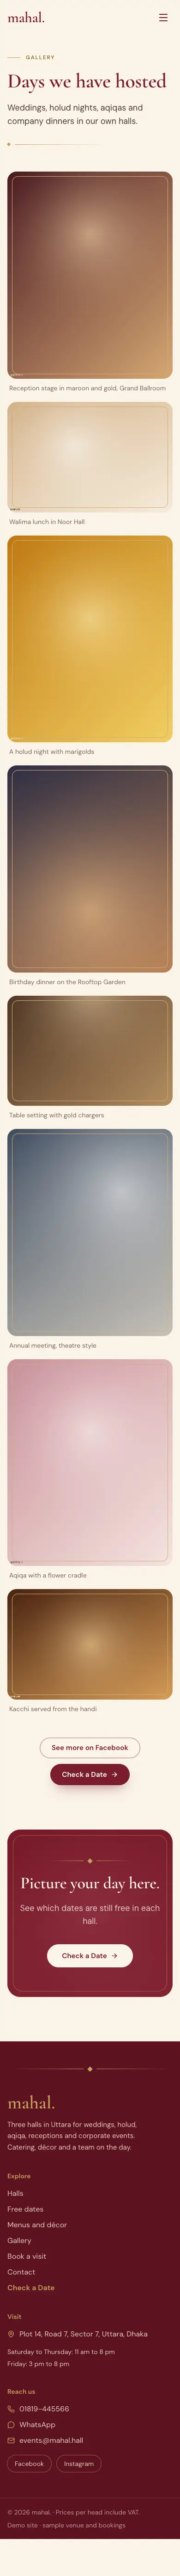 mahal.
GALLERY
Days we have hosted
Weddings, holud nights, aqiqas and
company dinners in our own halls.
Reception stage in maroon and gold, Grand Ballroom
Walima lunch in Noor Hall
A holud night with marigolds
Birthday dinner on the Rooftop Garden
Table setting with gold chargers
Annual meeting, theatre style
Aqiqa with a flower cradle
Kacchi served from the handi
See more on Facebook
Check a Date
Picture your day here.
See which dates are still free in each
hall.
Check a Date
mahal.
Three halls in Uttara for weddings, holud,
aqiqa, receptions and corporate events.
Catering, décor and a team on the day.
Explore
Halls
Free dates
Menus and décor
Gallery
Book a visit
Contact
Check a Date
Visit
Plot 14, Road 7, Sector 7, Uttara, Dhaka
Saturday to Thursday: 11 am to 8 pm
Friday: 3 pm to 8 pm
Reach us
01819-445566
WhatsApp
events@mahal.hall
Facebook
Instagram
© 2026 mahal. · Prices per head include VAT.
Demo site · sample venue and bookings